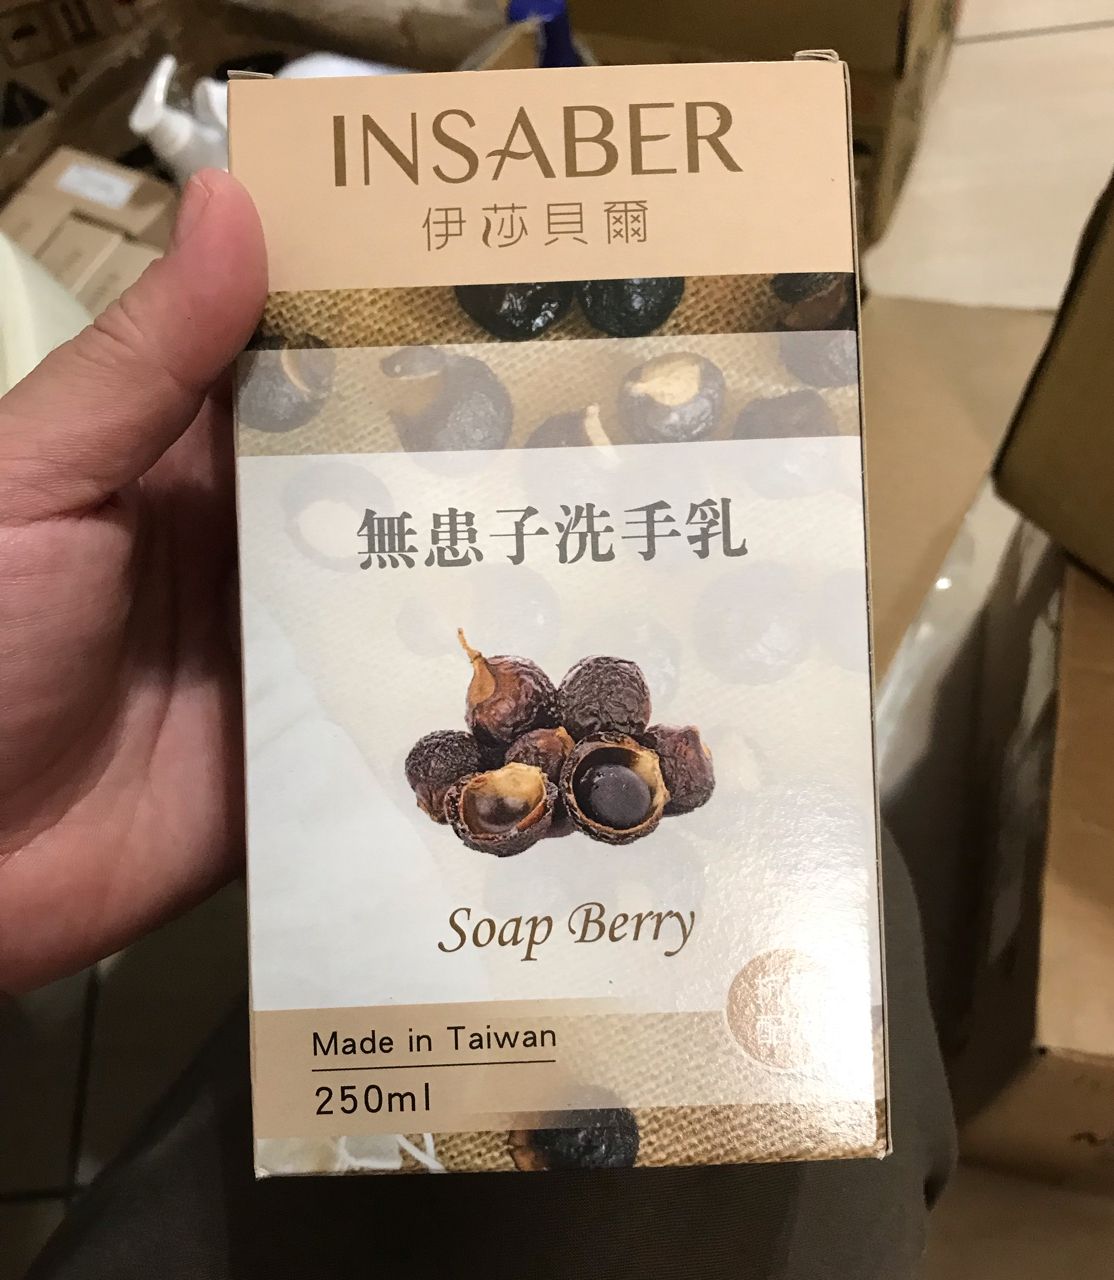 INSABER
伊莎貝爾
無患子洗手乳
Soap Berry
Made in Taiwan
250ml